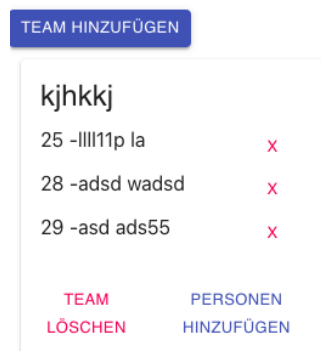 TEAM HINZUFÜGEN
kjhkkj
25 -llll11p la
x
28 -adsd wadsd
x
29 -asd ads55
x
TEAM LÖSCHEN
PERSONEN HINZUFÜGEN